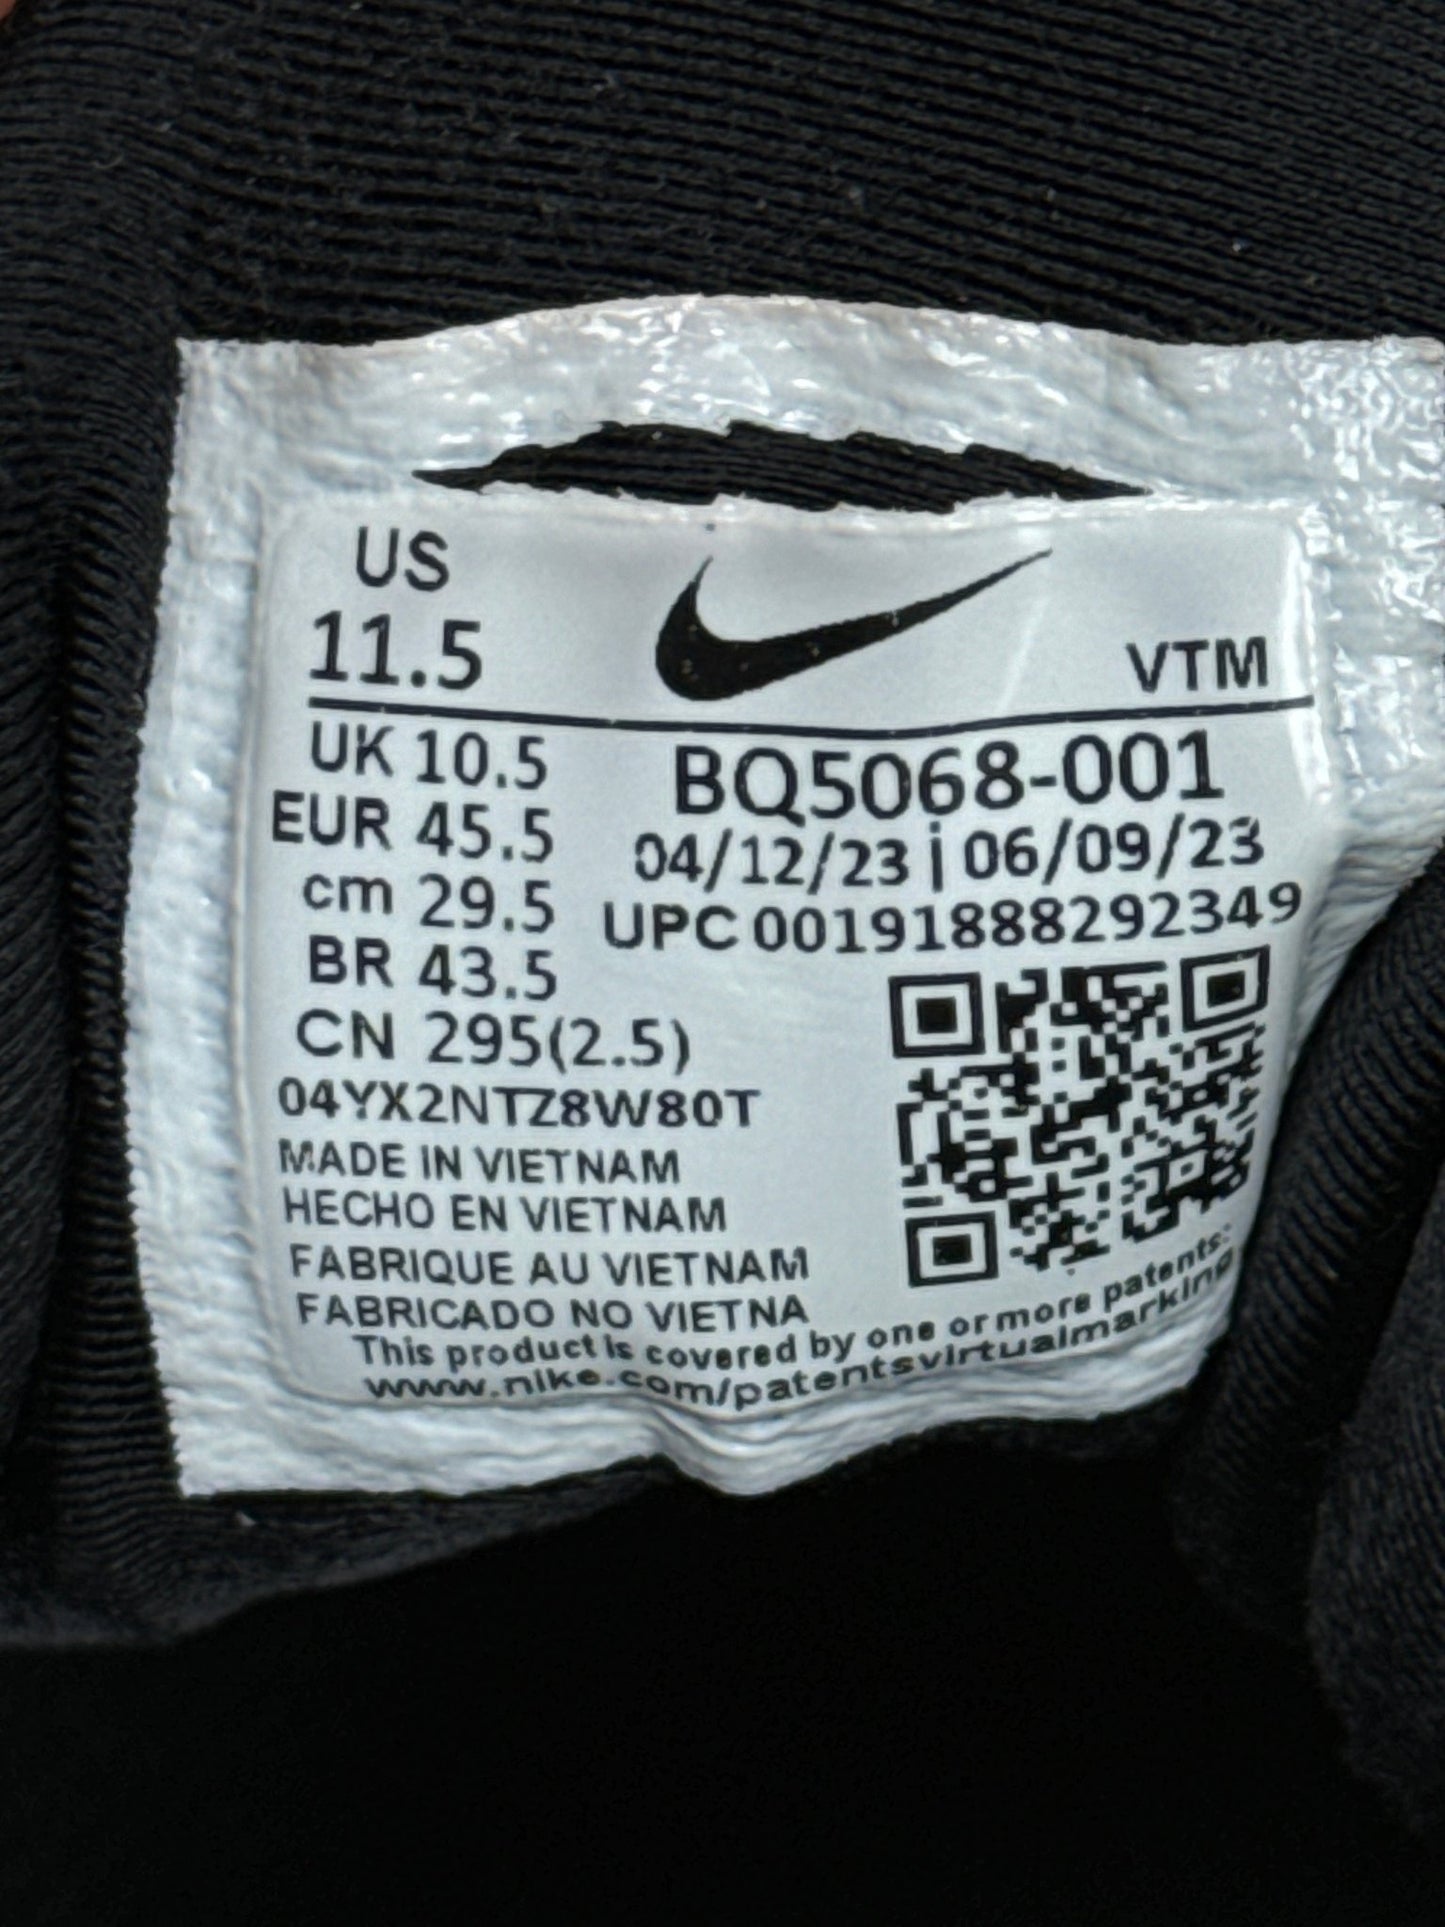 US
11.5
VTM
UK 10.5
EUR 45.5
cm 29.5
BR 43.5
CN 295(2.5)
BQ5068-001
04/12/23 | 06/09/23
UPC 00191888292349
04YX2NTZ8W80T
MADE IN VIETNAM
HECHO EN VIETNAM
FABRIQUE AU VIETNAM
FABRICADO NO VIETNA
This product is covered by one or more patents:
www.nike.com/patentsvirtualmarking